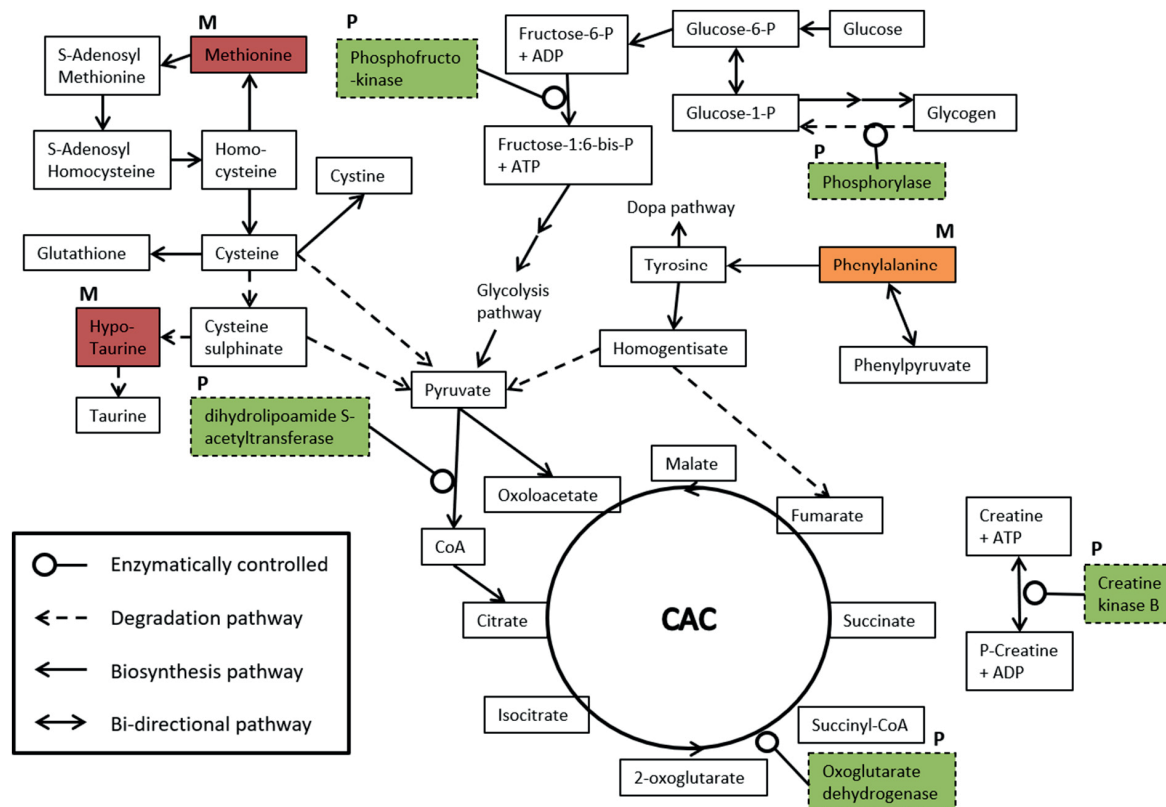 M
S-Adenosyl
Methionine
Methionine
S-Adenosyl
Homocysteine
Homo-
cysteine
Cystine
Glutathione
Cysteine
M
Hypo-
Taurine
Cysteine
sulphinate
Taurine
P
Phosphofructo
-kinase
Fructose-6-P
+ ADP
Glucose-6-P
Glucose
Glucose-1-P
Glycogen
Fructose-1:6-bis-P
+ ATP
P
Phosphorylase
Dopa pathway
Tyrosine
M
Phenylalanine
Glycolysis
pathway
Homogentisate
Phenylpyruvate
Pyruvate
P
dihydrolipoamide S-
acetyltransferase
Oxoloacetate
Malate
Fumarate
CoA
Citrate
CAC
Succinate
Isocitrate
2-oxoglutarate
Succinyl-CoA
P
Oxoglutarate
dehydrogenase
Creatine
+ ATP
P
Creatine
kinase B
P-Creatine
+ ADP
Enzymatically controlled
Degradation pathway
Biosynthesis pathway
Bi-directional pathway